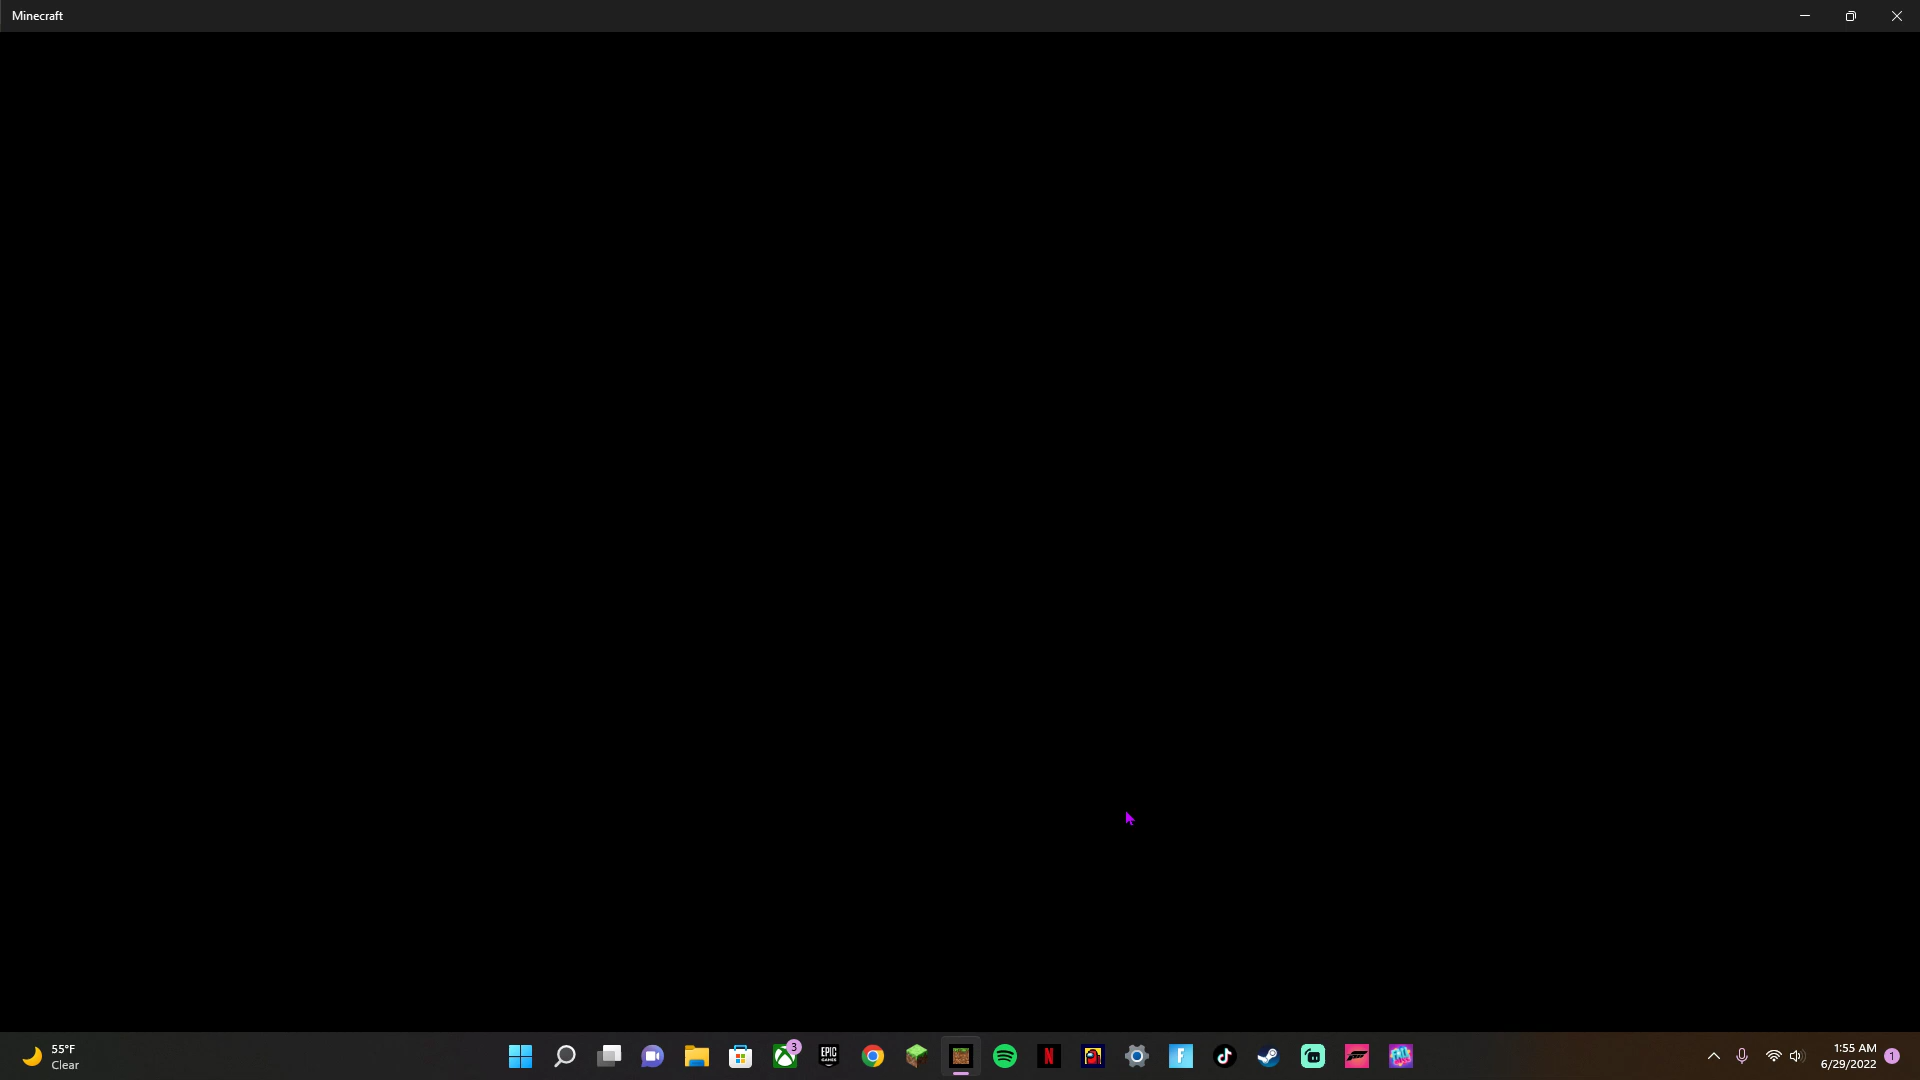 Minecraft
55°F
Clear
3
EPIC
GAMES
N
F
1:55 AM
6/29/2022
1